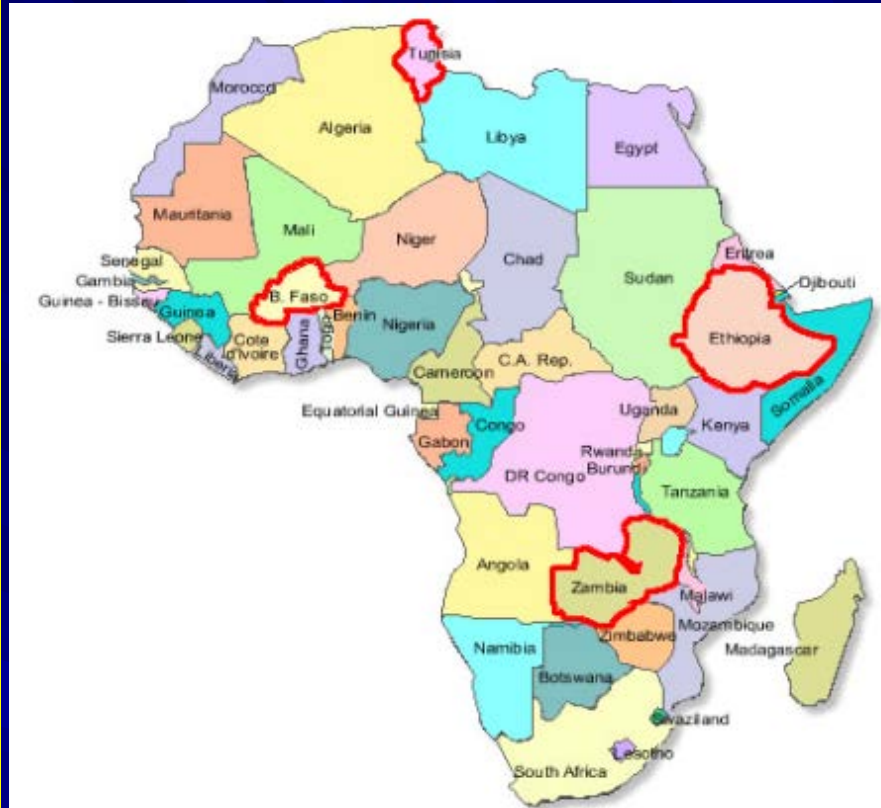 Tunisia
Morocco
Algeria
Libya
Egypt
Mauritania
Mali
Niger
Chad
Sudan
Eritrea
Senegal
Gambia
Djibouti
Guinea - Bissau
B. Faso
Guinea
Benin
Nigeria
Ethiopia
Sierra Leone
Cote
d'Ivoire
Ghana
Togo
Liberia
C.A. Rep.
Cameroon
Somalia
Equatorial Guinea
Uganda
Congo
Kenya
Gabon
Rwanda
Burundi
DR Congo
Tanzania
Angola
Zambia
Malawi
Mozambique
Zimbabwe
Namibia
Madagascar
Botswana
Swaziland
Lesotho
South Africa